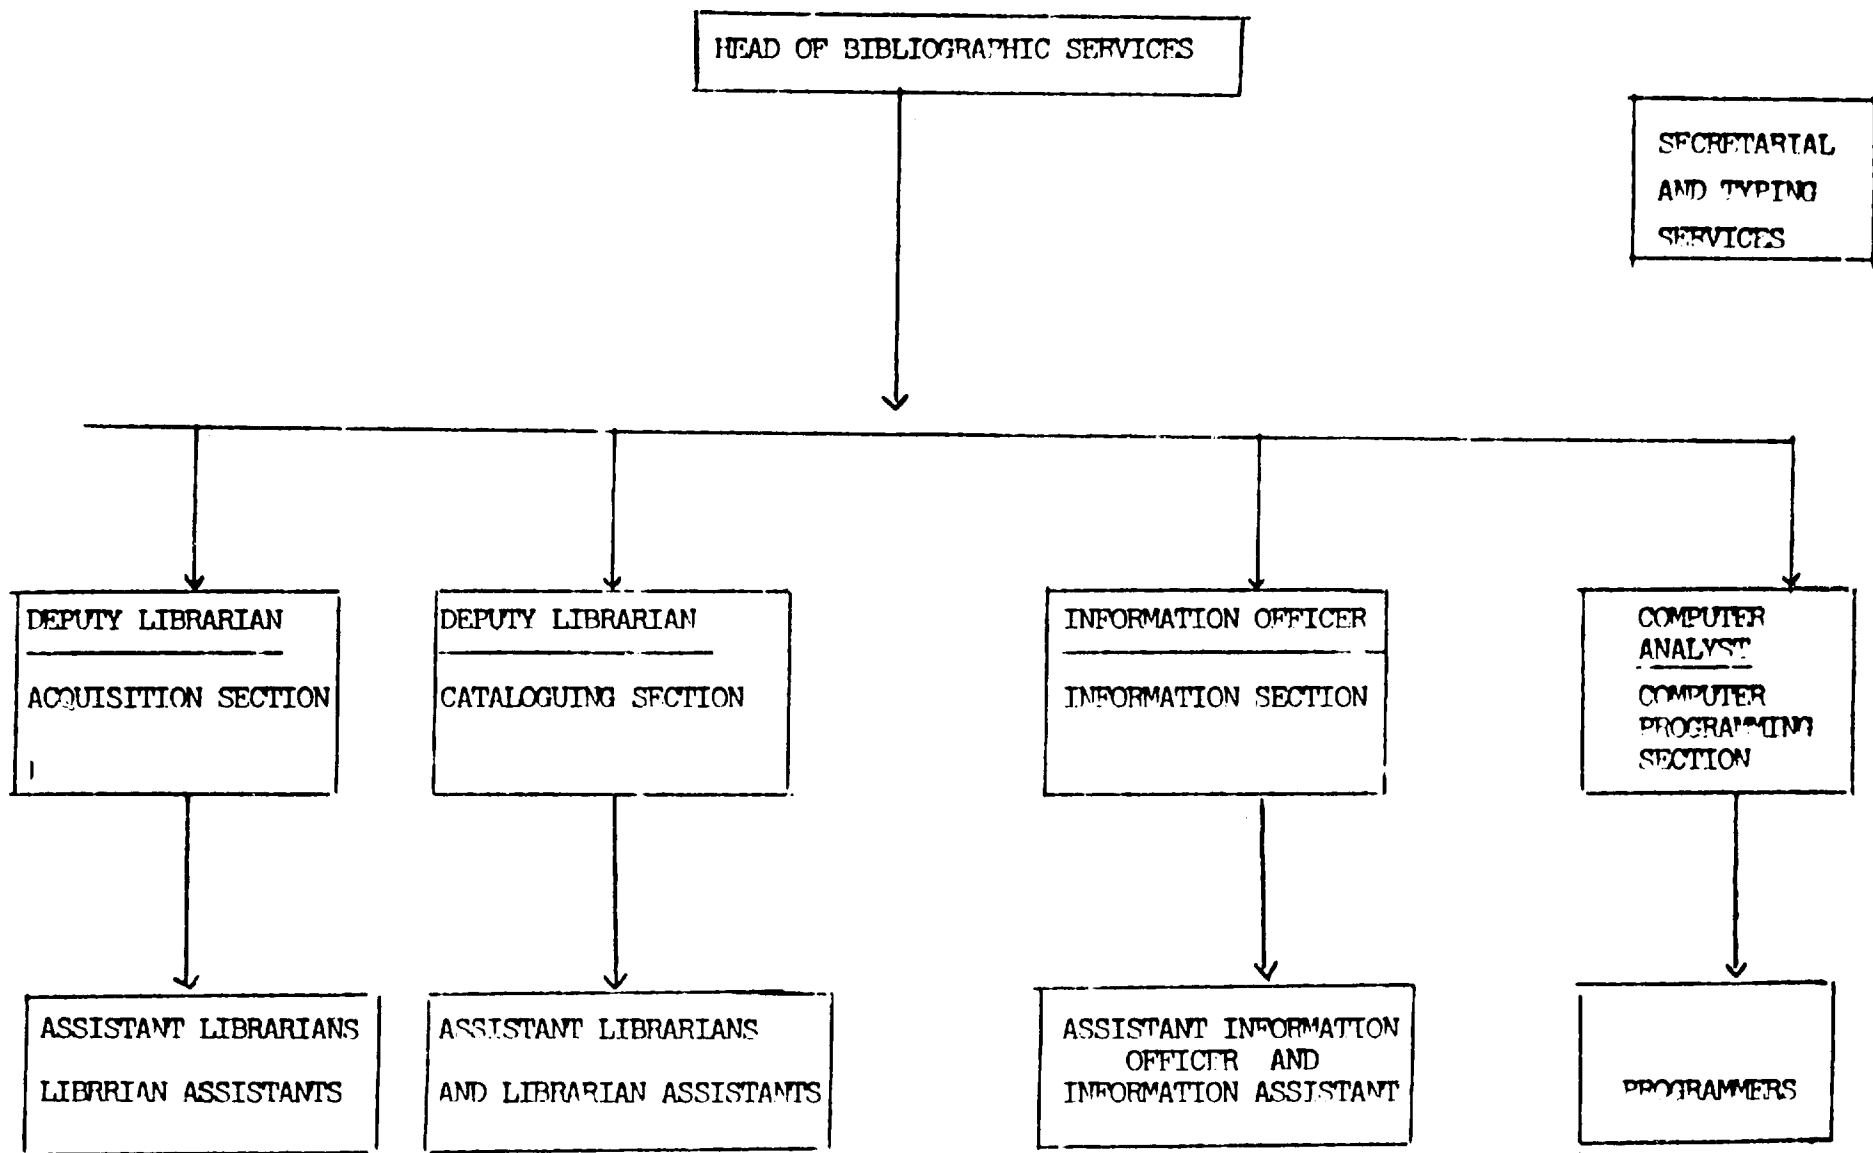 HEAD OF BIBLIOGRAPHIC SERVICES
SECRETARIAL
AND TYPING
SERVICES
DEPUTY LIBRARIAN
ACQUISITION SECTION
DEPUTY LIBRARIAN
CATALOGUING SECTION
INFORMATION OFFICER
INFORMATION SECTION
COMPUTER
ANALYST
COMPUTER
PROGRAMMING
SECTION
ASSISTANT LIBRARIANS
LIBRRIAN ASSISTANTS
ASSISTANT LIBRARIANS
AND LIBRARIAN ASSISTANTS
ASSISTANT INFORMATION
OFFICER AND
INFORMATION ASSISTANT
PROGRAMMERS